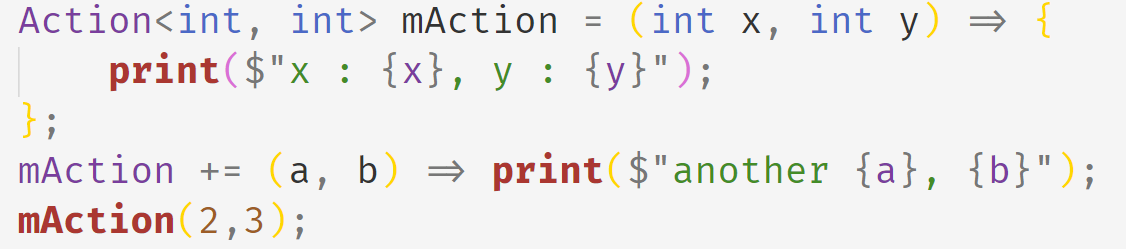 Action<int, int> mAction = (int x, int y) => {
    print($"x : {x}, y : {y}");
};
mAction += (a, b) => print($"another {a}, {b}");
mAction(2,3);